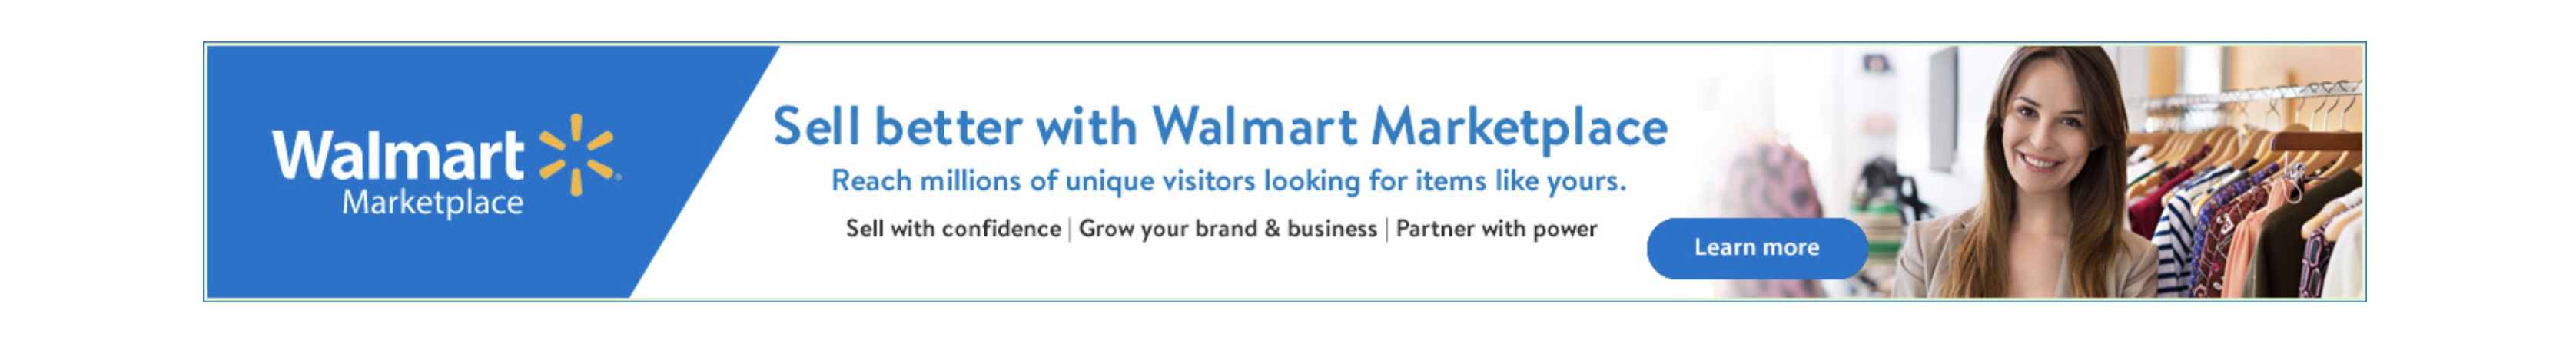 Walmart
Marketplace
Sell better with Walmart Marketplace
Reach millions of unique visitors looking for items like yours.
Sell with confidence | Grow your brand & business | Partner with power
Learn more